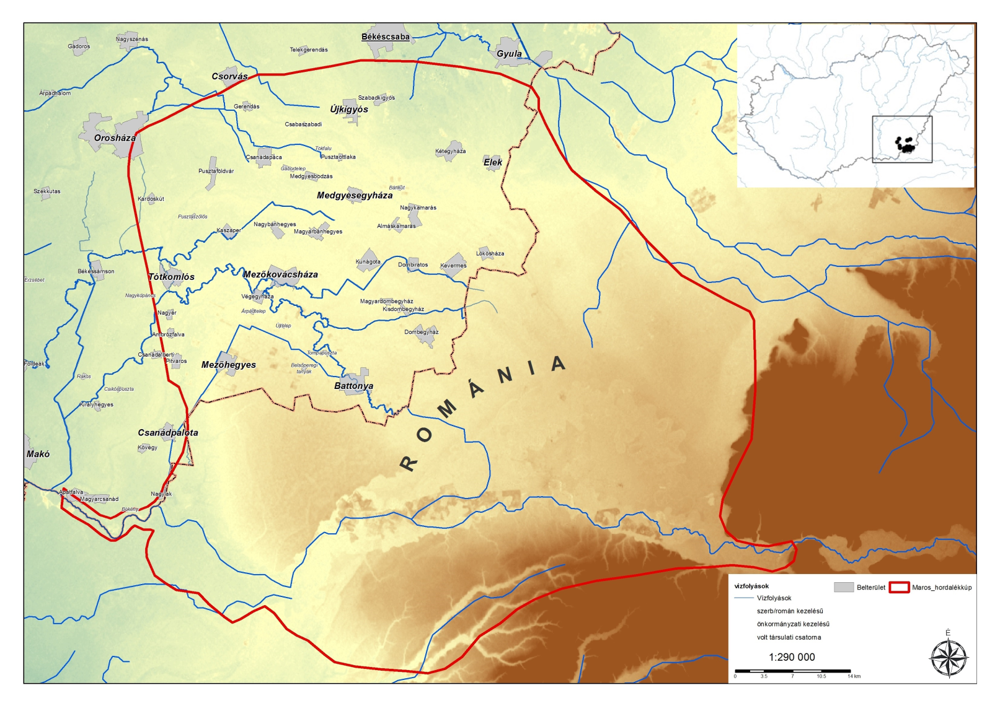 Békéscsaba
Nagyszénás
Gádoros
Telekgerendás
Gyula
Csorvás
Árpádhalom
Szabadkígyós
Gerendás
Újkígyós
Csabaszabadi
Orosháza
Tökfalu
Kétegyháza
Csanádapáca
Pusztaottlaka
Elek
Gábortelep
Pusztaföldvár
Medgyesbodzás
Bánkút
Székkutas
Medgyesegyháza
Kardoskút
Nagykamarás
Pusztaszőlős
Nagybánhegyes
Almáskamarás
Kaszaper
Magyarbánhegyes
Lőkösháza
Kunágota
Dombiratos
Kevermes
Békéssámson
Tótkomlós
Mezőkovácsháza
Erzsébet
Nagykopáncs
Végegyháza
Magyardombegyház
Kisdombegyház
Nagyér
Árpádtelep
Újtelep
Ambrózfalva
Dombegyház
Csanádalberti
Tompapuszta
Pitvaros
Földeák
Mezőhegyes
Belsőperegi
tanyák
Rákos
Battonya
Csikóspuszta
Királyhegyes
ROMÁNIA
Csanádpalota
Kövegy
Makó
Apátfalva
Magyarcsanád
Nagylak
Bökény
vízfolyások
Vízfolyások
szerb/román kezelésű
önkormányzati kezelésű
volt társulati csatorna
Belterület
Maros_hordalékkúp
É
1:290 000
0 3.5 7 10.5 14 km